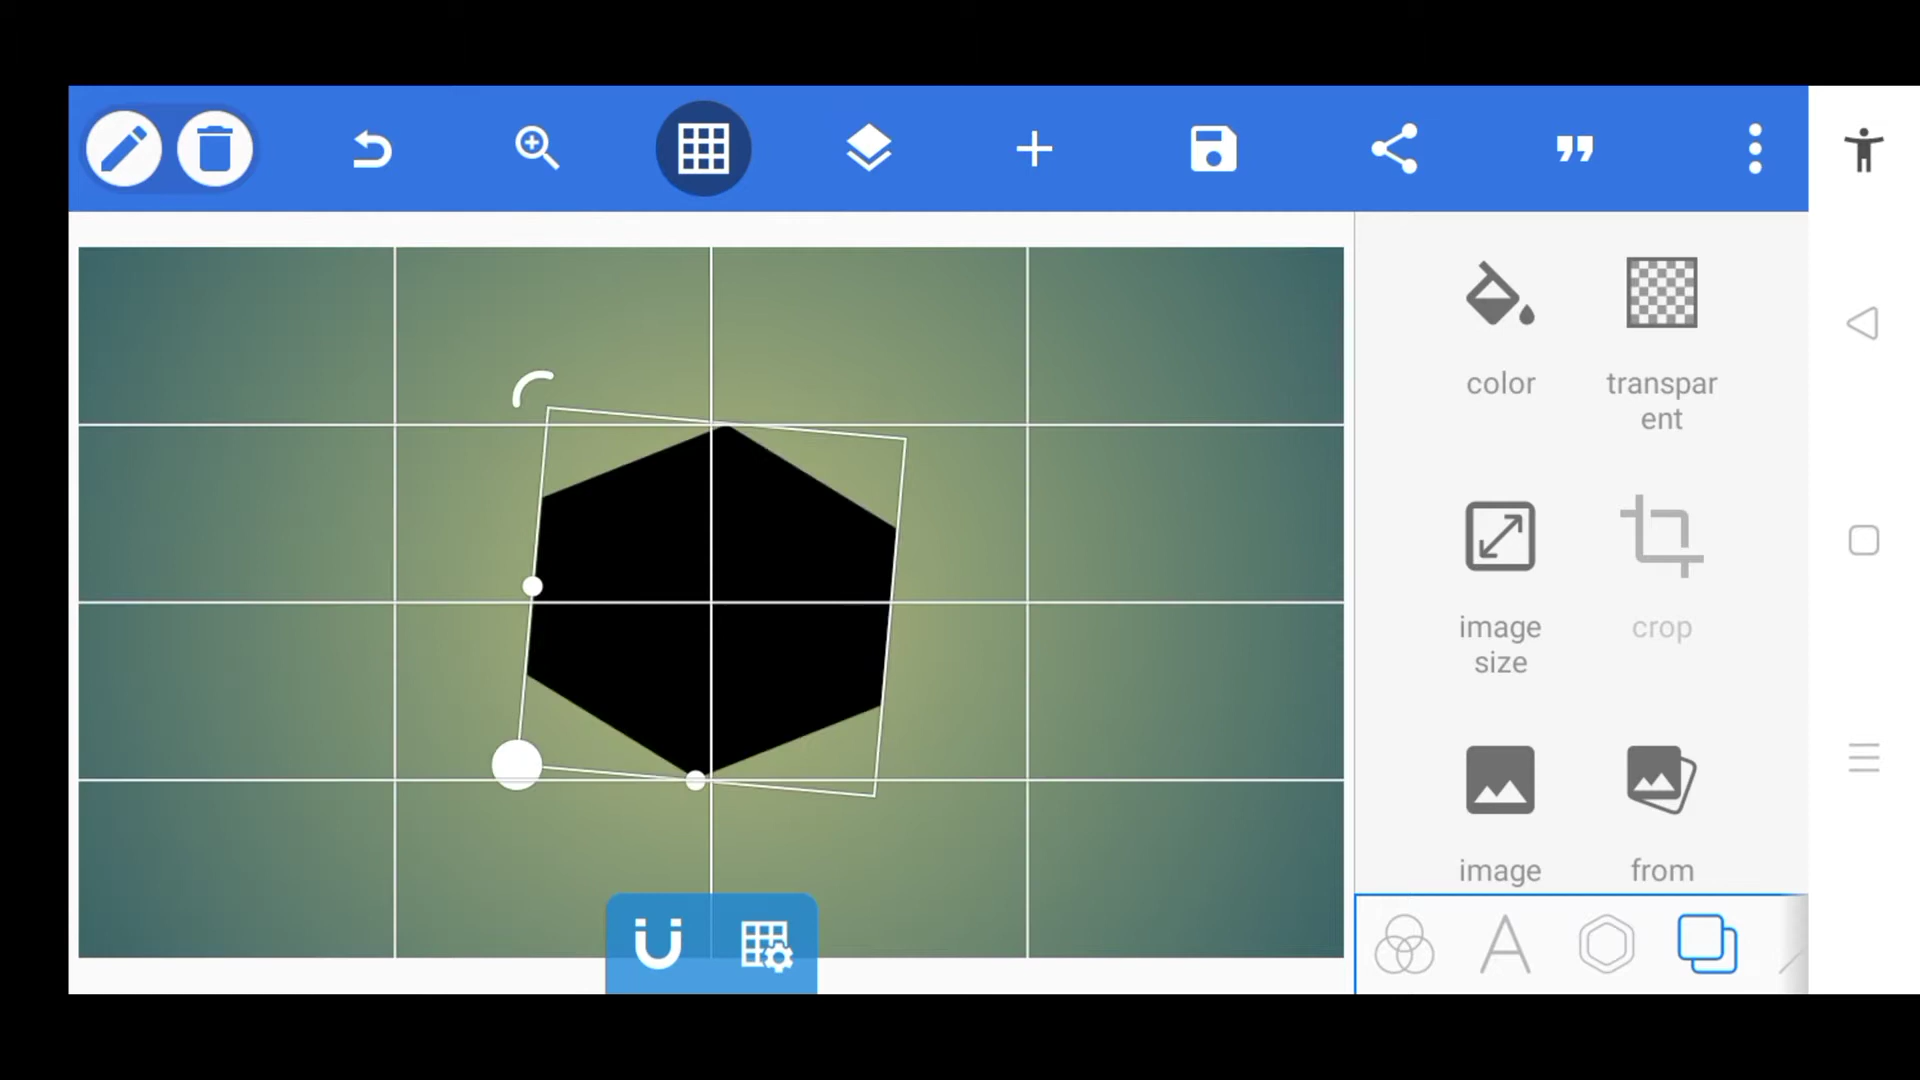 color
transpar
ent
image
size
crop
image
from